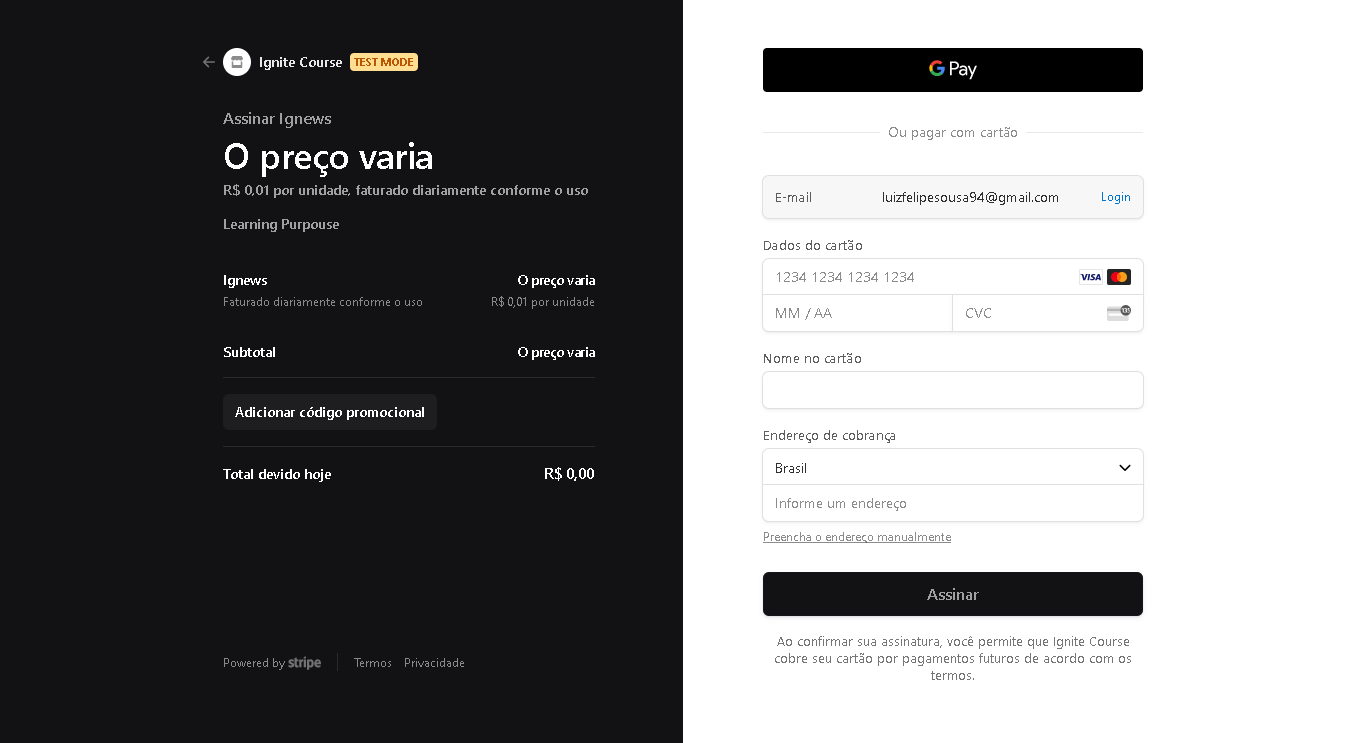 Ignite Course TEST MODE
Assinar Ignews
O preço varia
R$ 0,01 por unidade, faturado diariamente conforme o uso
Learning Purpouse
Ignews O preço varia
Faturado diariamente conforme o uso R$ 0,01 por unidade
Subtotal O preço varia
Adicionar código promocional
Total devido hoje R$ 0,00
Powered by stripe Termos Privacidade
G Pay
Ou pagar com cartão
E-mail luizfelipesousa94@gmail.com Login
Dados do cartão
1234 1234 1234 1234 VISA
MM / AA CVC 135
Nome no cartão
Endereço de cobrança
Brasil
Informe um endereço
Preencha o endereço manualmente
Assinar
Ao confirmar sua assinatura, você permite que Ignite Course
cobre seu cartão por pagamentos futuros de acordo com os
termos.